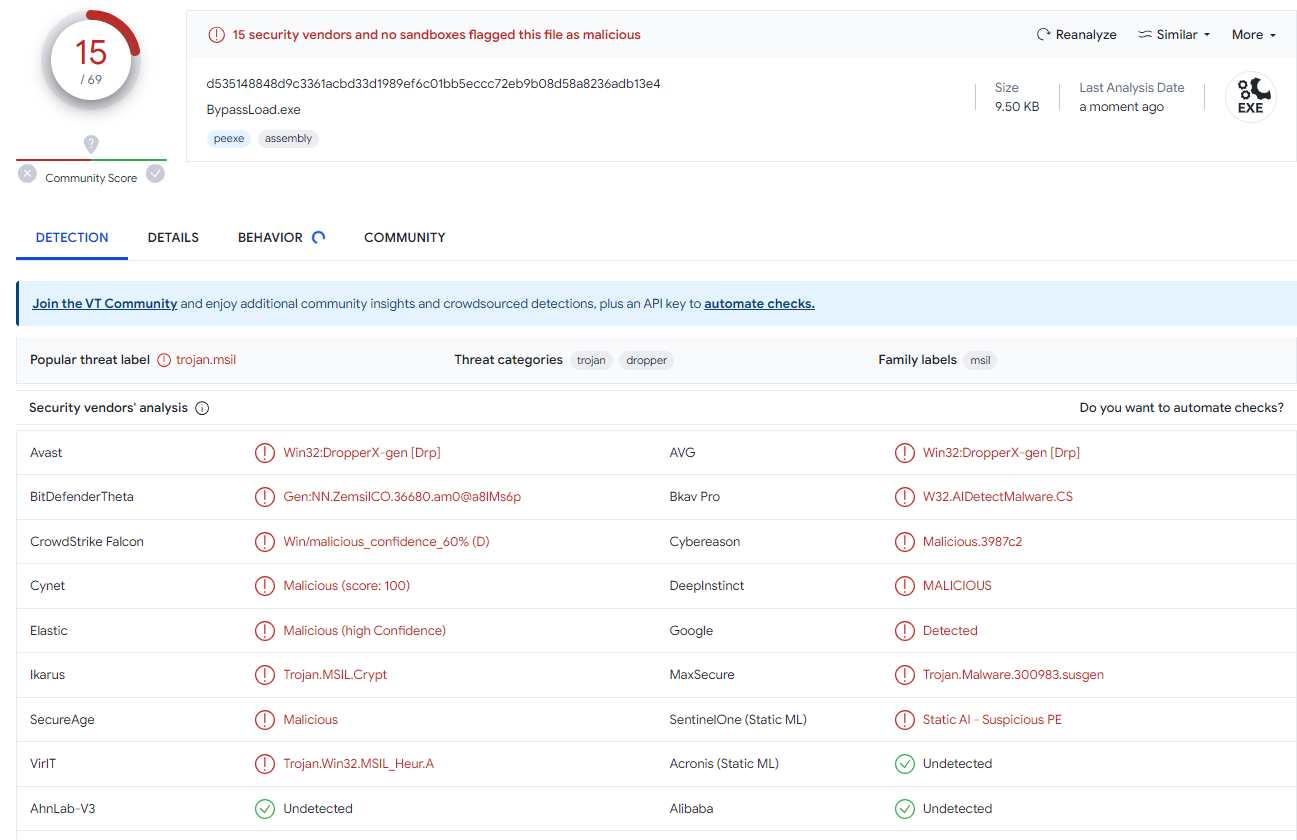 15
/ 69
Community Score
15 security vendors and no sandboxes flagged this file as malicious
Reanalyze Similar More
d535148848d9c3361acbd33d1989ef6c01bb5eccc72eb9b08d58a8236adb13e4
BypassLoad.exe
peexe assembly
Size
9.50 KB
Last Analysis Date
a moment ago
EXE
DETECTION DETAILS BEHAVIOR COMMUNITY
Join the VT Community and enjoy additional community insights and crowdsourced detections, plus an API key to automate checks.
Popular threat label trojan.msil Threat categories trojan dropper Family labels msil
Security vendors' analysis Do you want to automate checks?
Avast Win32:DropperX-gen [Drp] AVG Win32:DropperX-gen [Drp]
BitDefenderTheta Gen:NN.ZemsilCO.36680.am0@a8lMs6p Bkav Pro W32.AIDetectMalware.CS
CrowdStrike Falcon Win/malicious_confidence_60% (D) Cybereason Malicious.3987c2
Cynet Malicious (score: 100) DeepInstinct MALICIOUS
Elastic Malicious (high Confidence) Google Detected
Ikarus Trojan.MSIL.Crypt MaxSecure Trojan.Malware.300983.susgen
SecureAge Malicious SentinelOne (Static ML) Static AI - Suspicious PE
VirIT Trojan.Win32.MSIL_Heur.A Acronis (Static ML) Undetected
AhnLab-V3 Undetected Alibaba Undetected